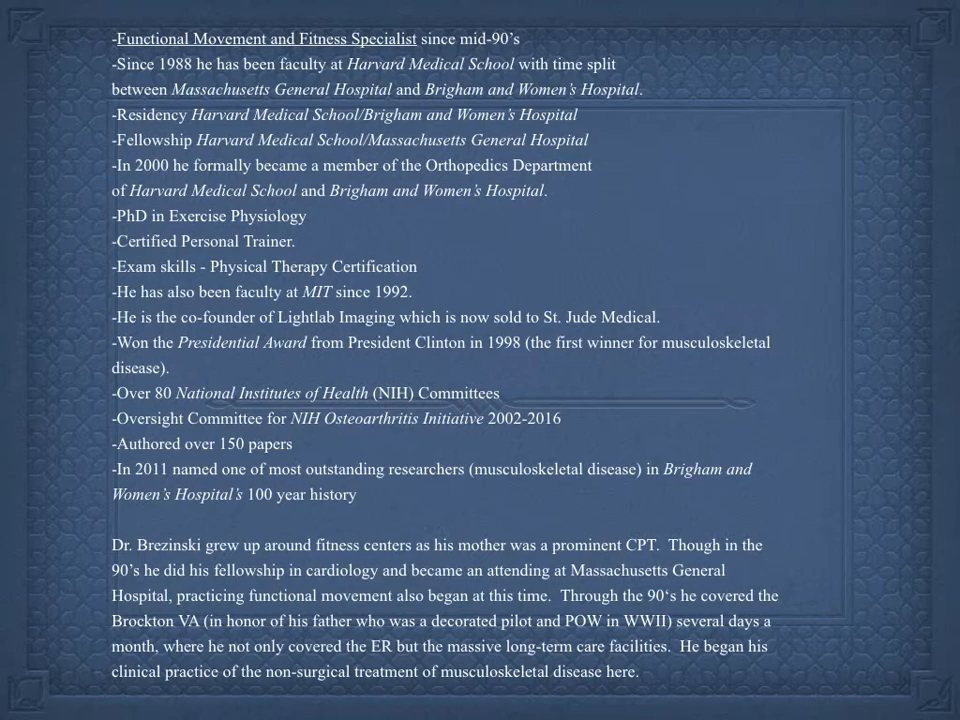 -Functional Movement and Fitness Specialist since mid-90’s
-Since 1988 he has been faculty at Harvard Medical School with time split
between Massachusetts General Hospital and Brigham and Women’s Hospital.
-Residency Harvard Medical School/Brigham and Women’s Hospital
-Fellowship Harvard Medical School/Massachusetts General Hospital
-In 2000 he formally became a member of the Orthopedics Department
of Harvard Medical School and Brigham and Women’s Hospital.
-PhD in Exercise Physiology
-Certified Personal Trainer.
-Exam skills - Physical Therapy Certification
-He has also been faculty at MIT since 1992.
-He is the co-founder of Lightlab Imaging which is now sold to St. Jude Medical.
-Won the Presidential Award from President Clinton in 1998 (the first winner for musculoskeletal
disease).
-Over 80 National Institutes of Health (NIH) Committees
-Oversight Committee for NIH Osteoarthritis Initiative 2002-2016
-Authored over 150 papers
-In 2011 named one of most outstanding researchers (musculoskeletal disease) in Brigham and
Women’s Hospital’s 100 year history
Dr. Brezinski grew up around fitness centers as his mother was a prominent CPT.  Though in the
90’s he did his fellowship in cardiology and became an attending at Massachusetts General
Hospital, practicing functional movement also began at this time.  Through the 90‘s he covered the
Brockton VA (in honor of his father who was a decorated pilot and POW in WWII) several days a
month, where he not only covered the ER but the massive long-term care facilities.  He began his
clinical practice of the non-surgical treatment of musculoskeletal disease here.